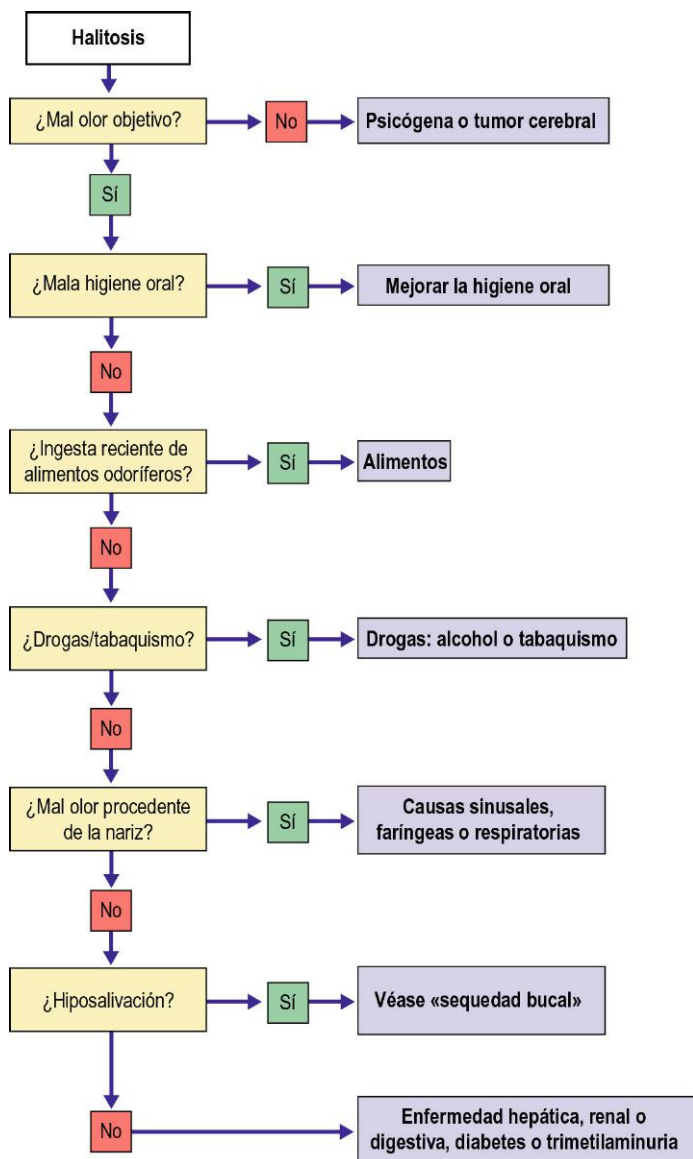 Halitosis
¿Mal olor objetivo?
No
Psicógena o tumor cerebral
Sí
¿Mala higiene oral?
Sí
Mejorar la higiene oral
No
¿Ingesta reciente de
alimentos odoríferos?
Sí
Alimentos
No
¿Drogas/tabaquismo?
Sí
Drogas: alcohol o tabaquismo
No
¿Mal olor procedente
de la nariz?
Sí
Causas sinusales,
faríngeas o respiratorias
No
¿Hiposalivación?
Sí
Véase «sequedad bucal»
No
Enfermedad hepática, renal o
digestiva, diabetes o trimetilaminuria